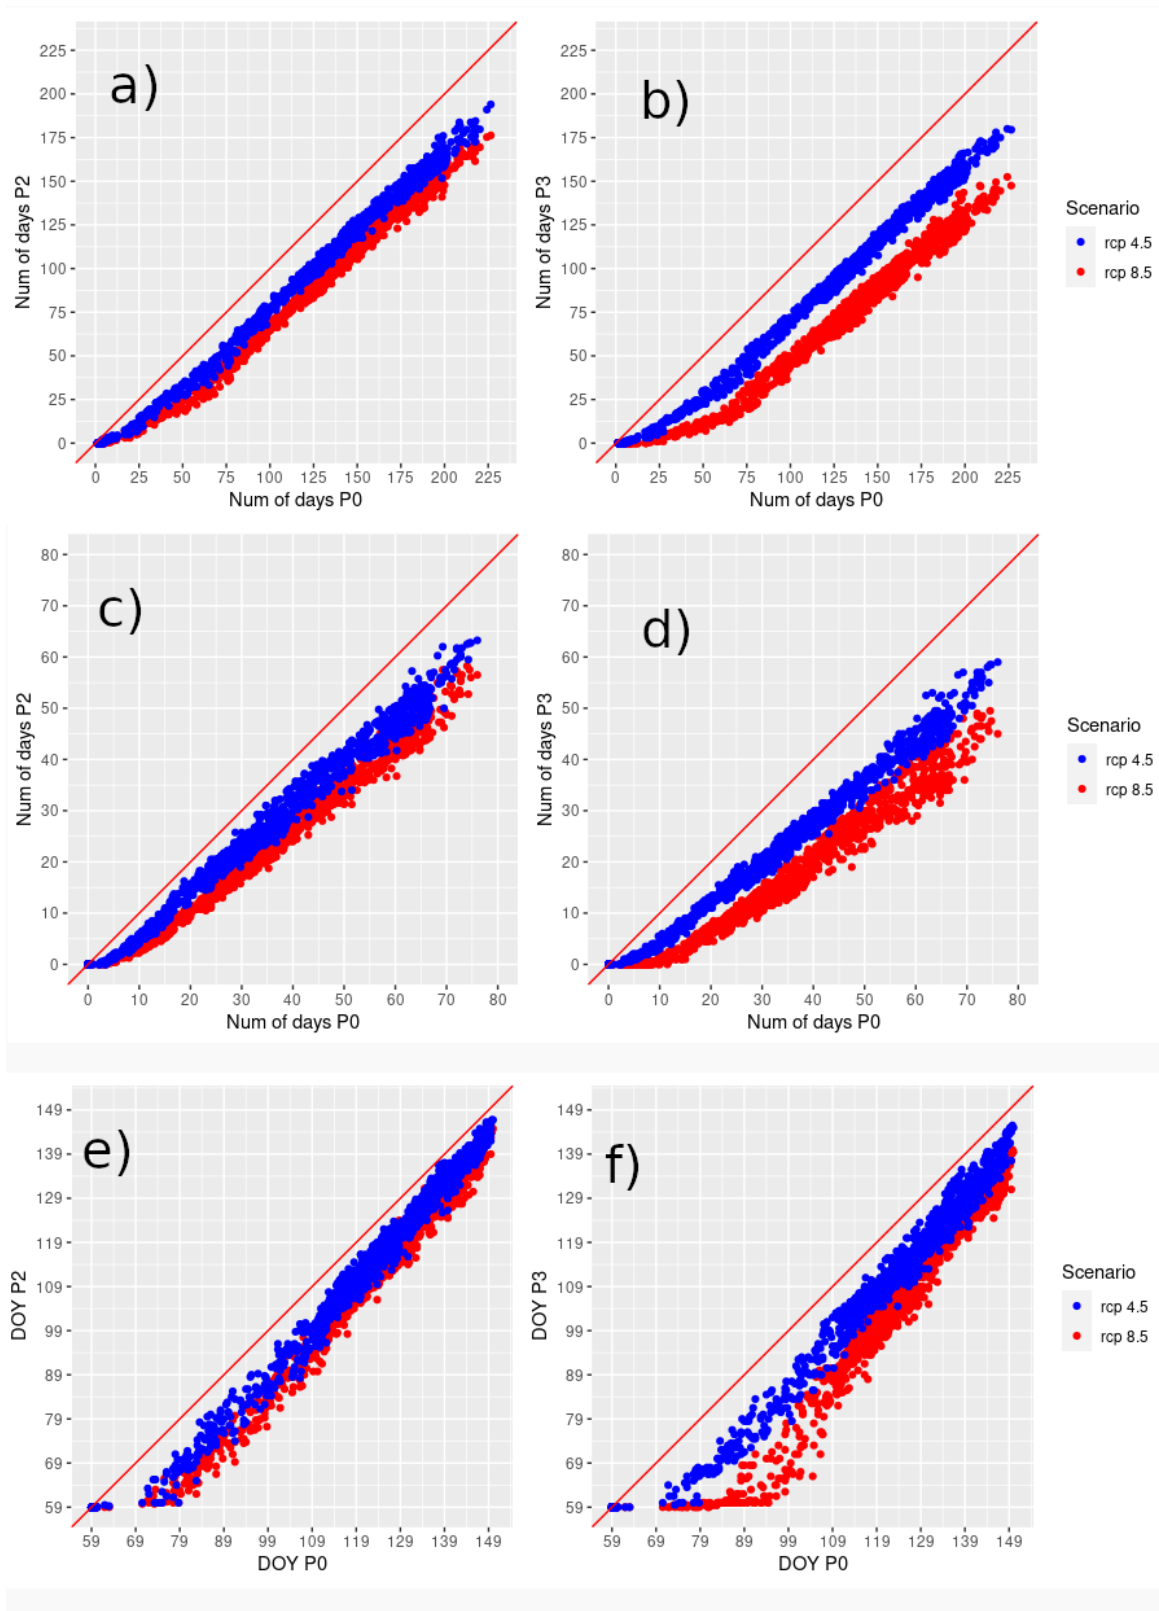 a)
225
200
175
150
125
100
75
50
25
0
Num of days P2
0 25 50 75 100 125 150 175 200 225
Num of days P0
b)
225
200
175
150
125
100
75
50
25
0
Num of days P3
0 25 50 75 100 125 150 175 200 225
Num of days P0
Scenario
rcp 4.5
rcp 8.5
c)
80
70
60
50
40
30
20
10
0
Num of days P2
0 10 20 30 40 50 60 70 80
Num of days P0
d)
80
70
60
50
40
30
20
10
0
Num of days P3
0 10 20 30 40 50 60 70 80
Num of days P0
Scenario
rcp 4.5
rcp 8.5
e)
149
139
129
119
109
99
89
79
69
59
DOY P2
59 69 79 89 99 109 119 129 139 149
DOY P0
f)
149
139
129
119
109
99
89
79
69
59
DOY P3
59 69 79 89 99 109 119 129 139 149
DOY P0
Scenario
rcp 4.5
rcp 8.5